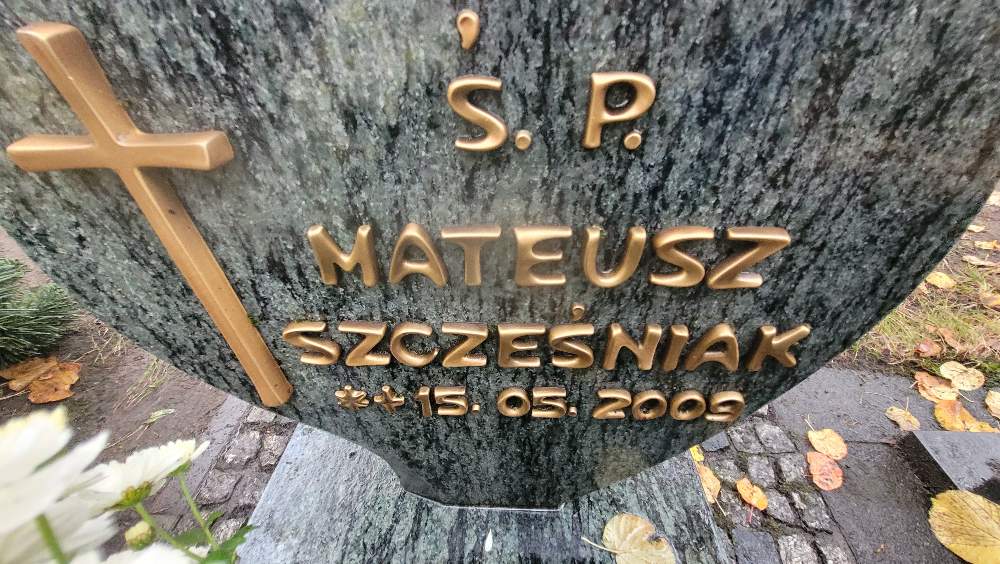 Ś. P.
MATEUSZ
SZCZEŚNIAK
*+ 15. 05. 2009